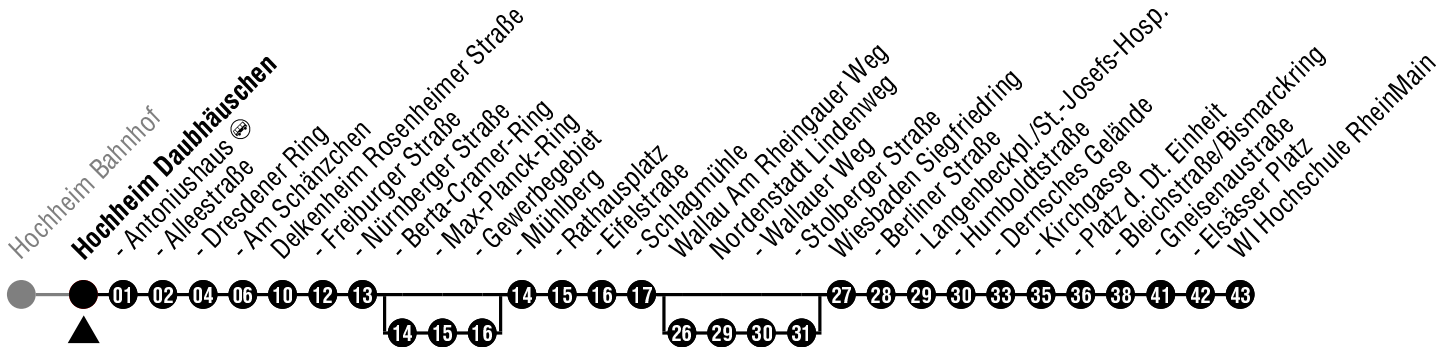 Hochheim Bahnhof
Hochheim Daubhäuschen
- Antoniushaus
- Alleestraße
- Dresdener Ring
- Am Schänzchen
Delkenheim Rosenheimer Straße
- Freiburger Straße
- Nürnberger Straße
- Berta-Cramer-Ring
- Max-Planck-Ring
- Gewerbegebiet
- Mühlberg
- Rathausplatz
- Eifelstraße
- Schlagmühle
Wallau Am Rheingauer Weg
Nordenstadt Lindenweg
- Wallauer Weg
- Stolberger Straße
Wiesbaden Siegfriedring
- Berliner Straße
- Langenbeckpl./St.-Josefs-Hosp.
- Humboldtstraße
- Dernsches Gelände
- Kirchgasse
- Platz d. Dt. Einheit
- Bleichstraße/Bismarckring
- Gneisenaustraße
- Elsässer Platz
WI Hochschule RheinMain
01 02 04 06 10 12 13 14 15 16 17 27 28 29 30 33 35 36 38 41 42 43
14 15 16 26 29 30 31